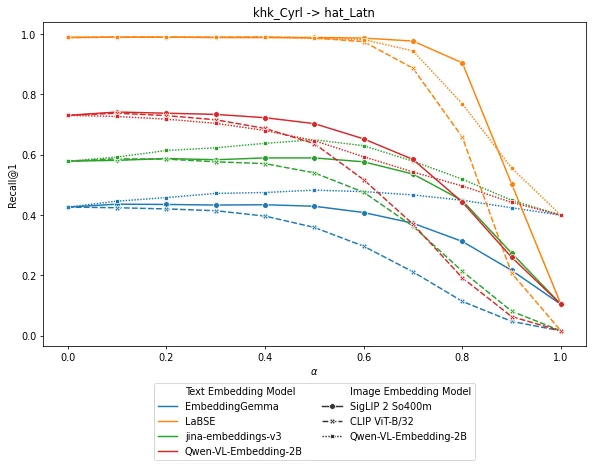 khk_Cyrl -> hat_Latn
Recall@1
1.0
0.8
0.6
0.4
0.2
0.0
0.0 0.2 0.4 0.6 0.8 1.0
α
Text Embedding Model
EmbeddingGemma
LaBSE
jina-embeddings-v3
Qwen-VL-Embedding-2B
Image Embedding Model
SigLIP 2 So400m
CLIP ViT-B/32
Qwen-VL-Embedding-2B